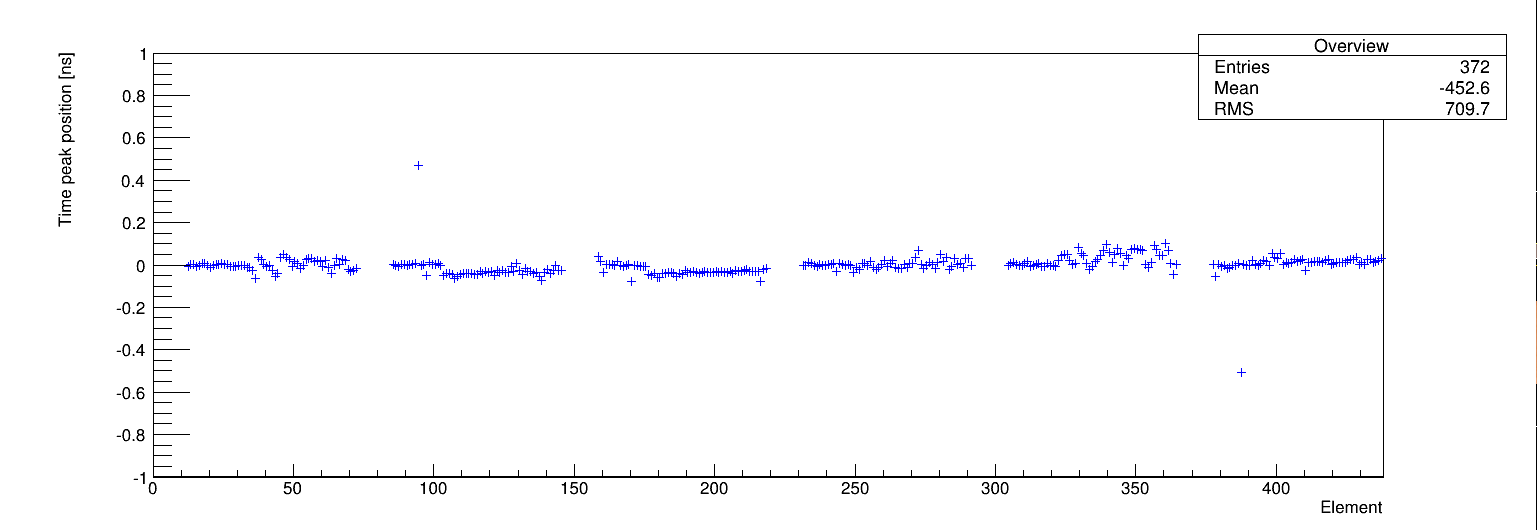 Overview
Entries 372
Mean -452.6
RMS 709.7
Time peak position [ns]
1
0.8
0.6
0.4
0.2
0
-0.2
-0.4
-0.6
-0.8
-1
0 50 100 150 200 250 300 350 400
Element